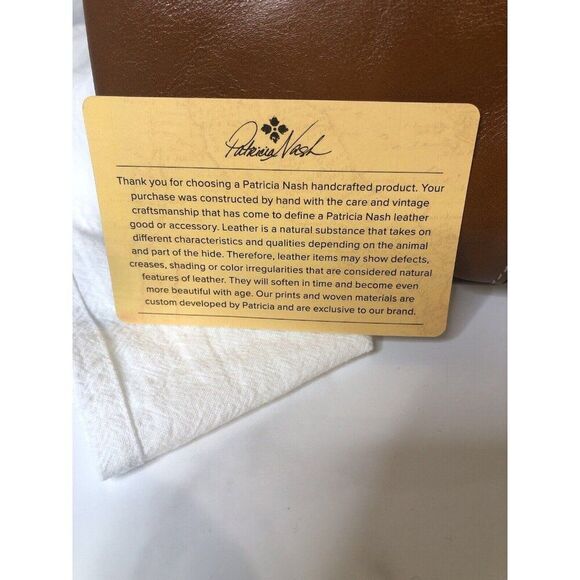 Patricia Nash
Thank you for choosing a Patricia Nash handcrafted product. Your
purchase was constructed by hand with the care and vintage
craftsmanship that has come to define a Patricia Nash leather
good or accessory. Leather is a natural substance that takes on
different characteristics and qualities depending on the animal
and part of the hide. Therefore, leather items may show defects,
creases, shading or color irregularities that are considered natural
features of leather. They will soften in time and become even
more beautiful with age. Our prints and woven materials are
custom developed by Patricia and are exclusive to our brand.